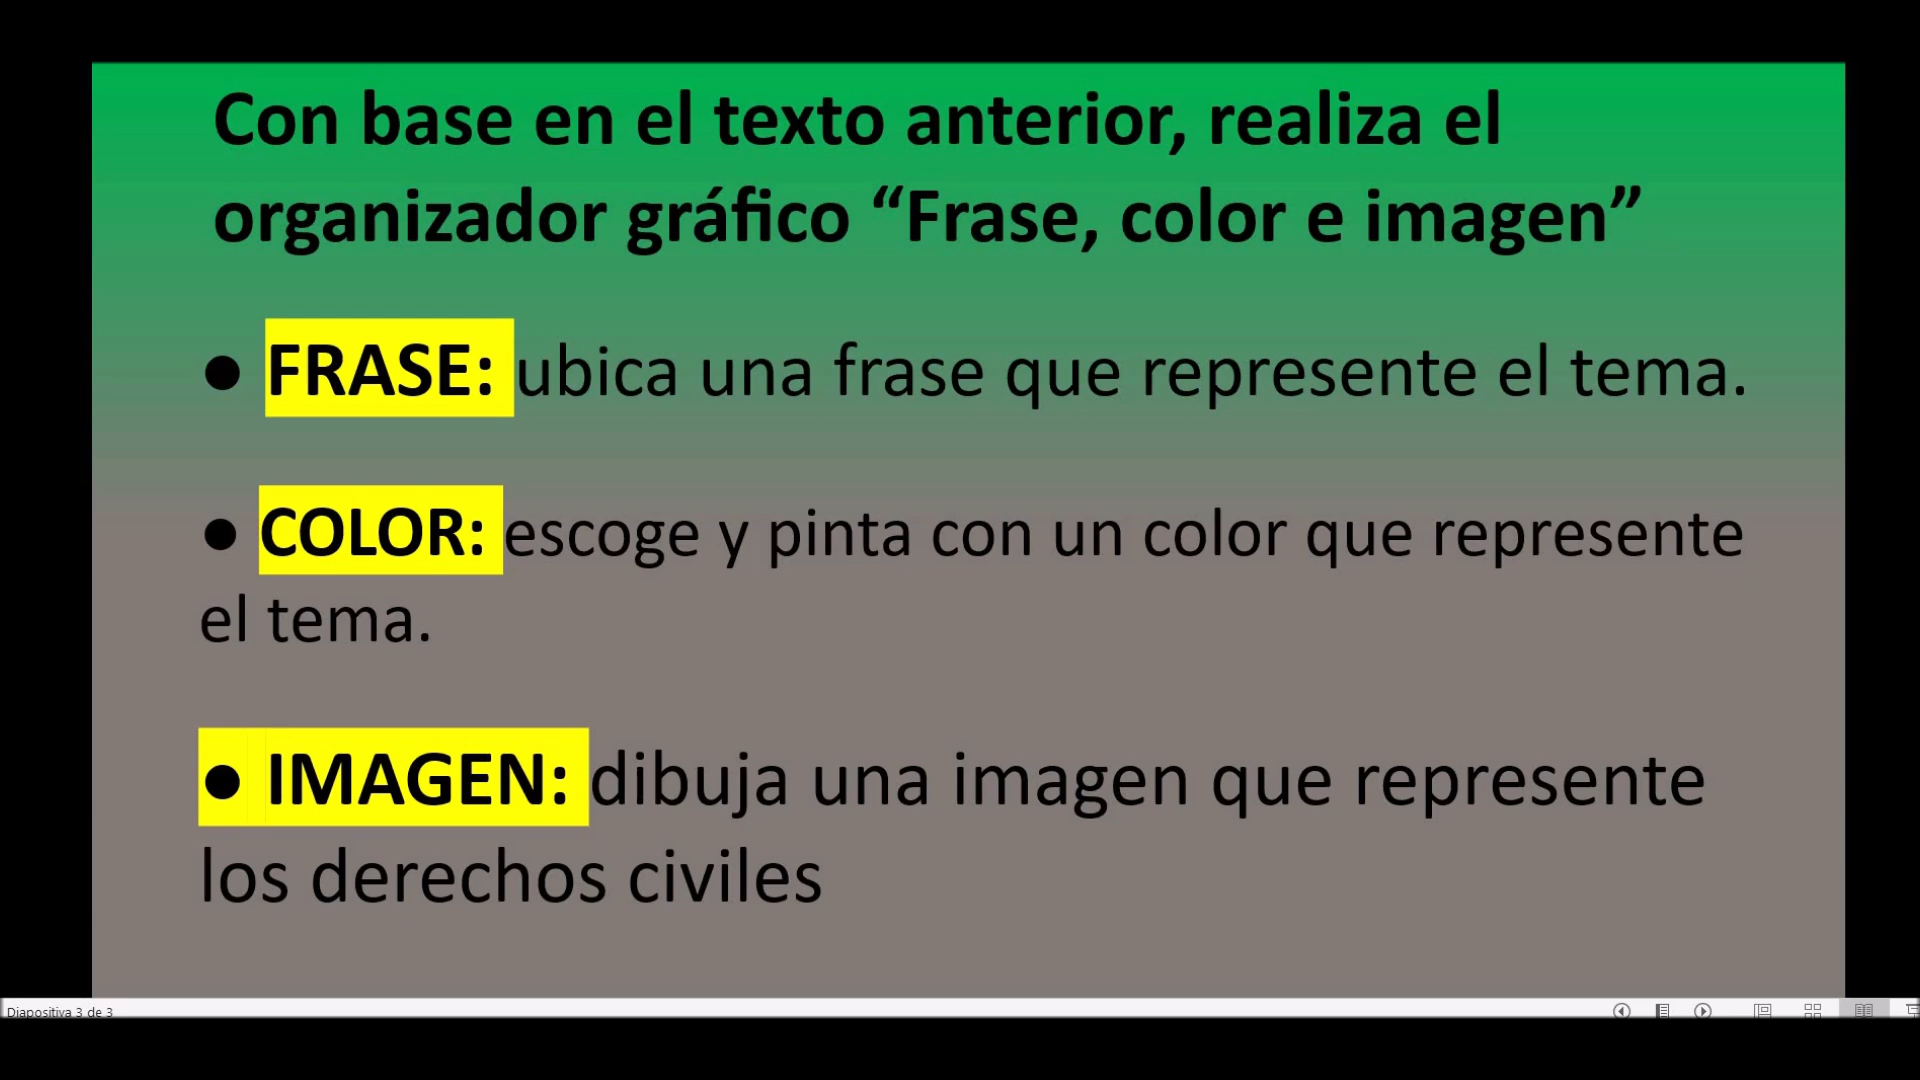 Con base en el texto anterior, realiza el
organizador gráfico “Frase, color e imagen”
● FRASE: ubica una frase que represente el tema.
● COLOR: escoge y pinta con un color que represente
el tema.
● IMAGEN: dibuja una imagen que represente
los derechos civiles
Diapositiva 3 de 3